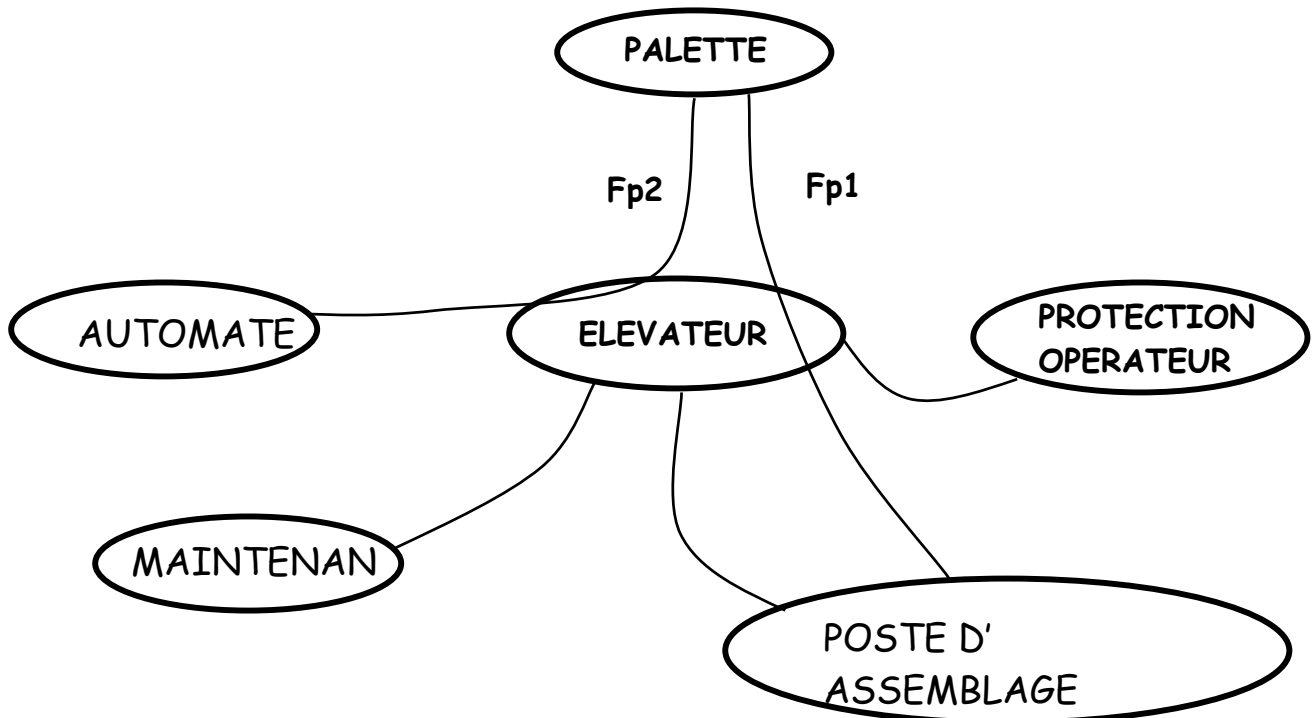 PALETTE
Fp2
Fp1
AUTOMATE
ELEVATEUR
PROTECTION
OPERATEUR
MAINTENAN
POSTE D'
ASSEMBLAGE